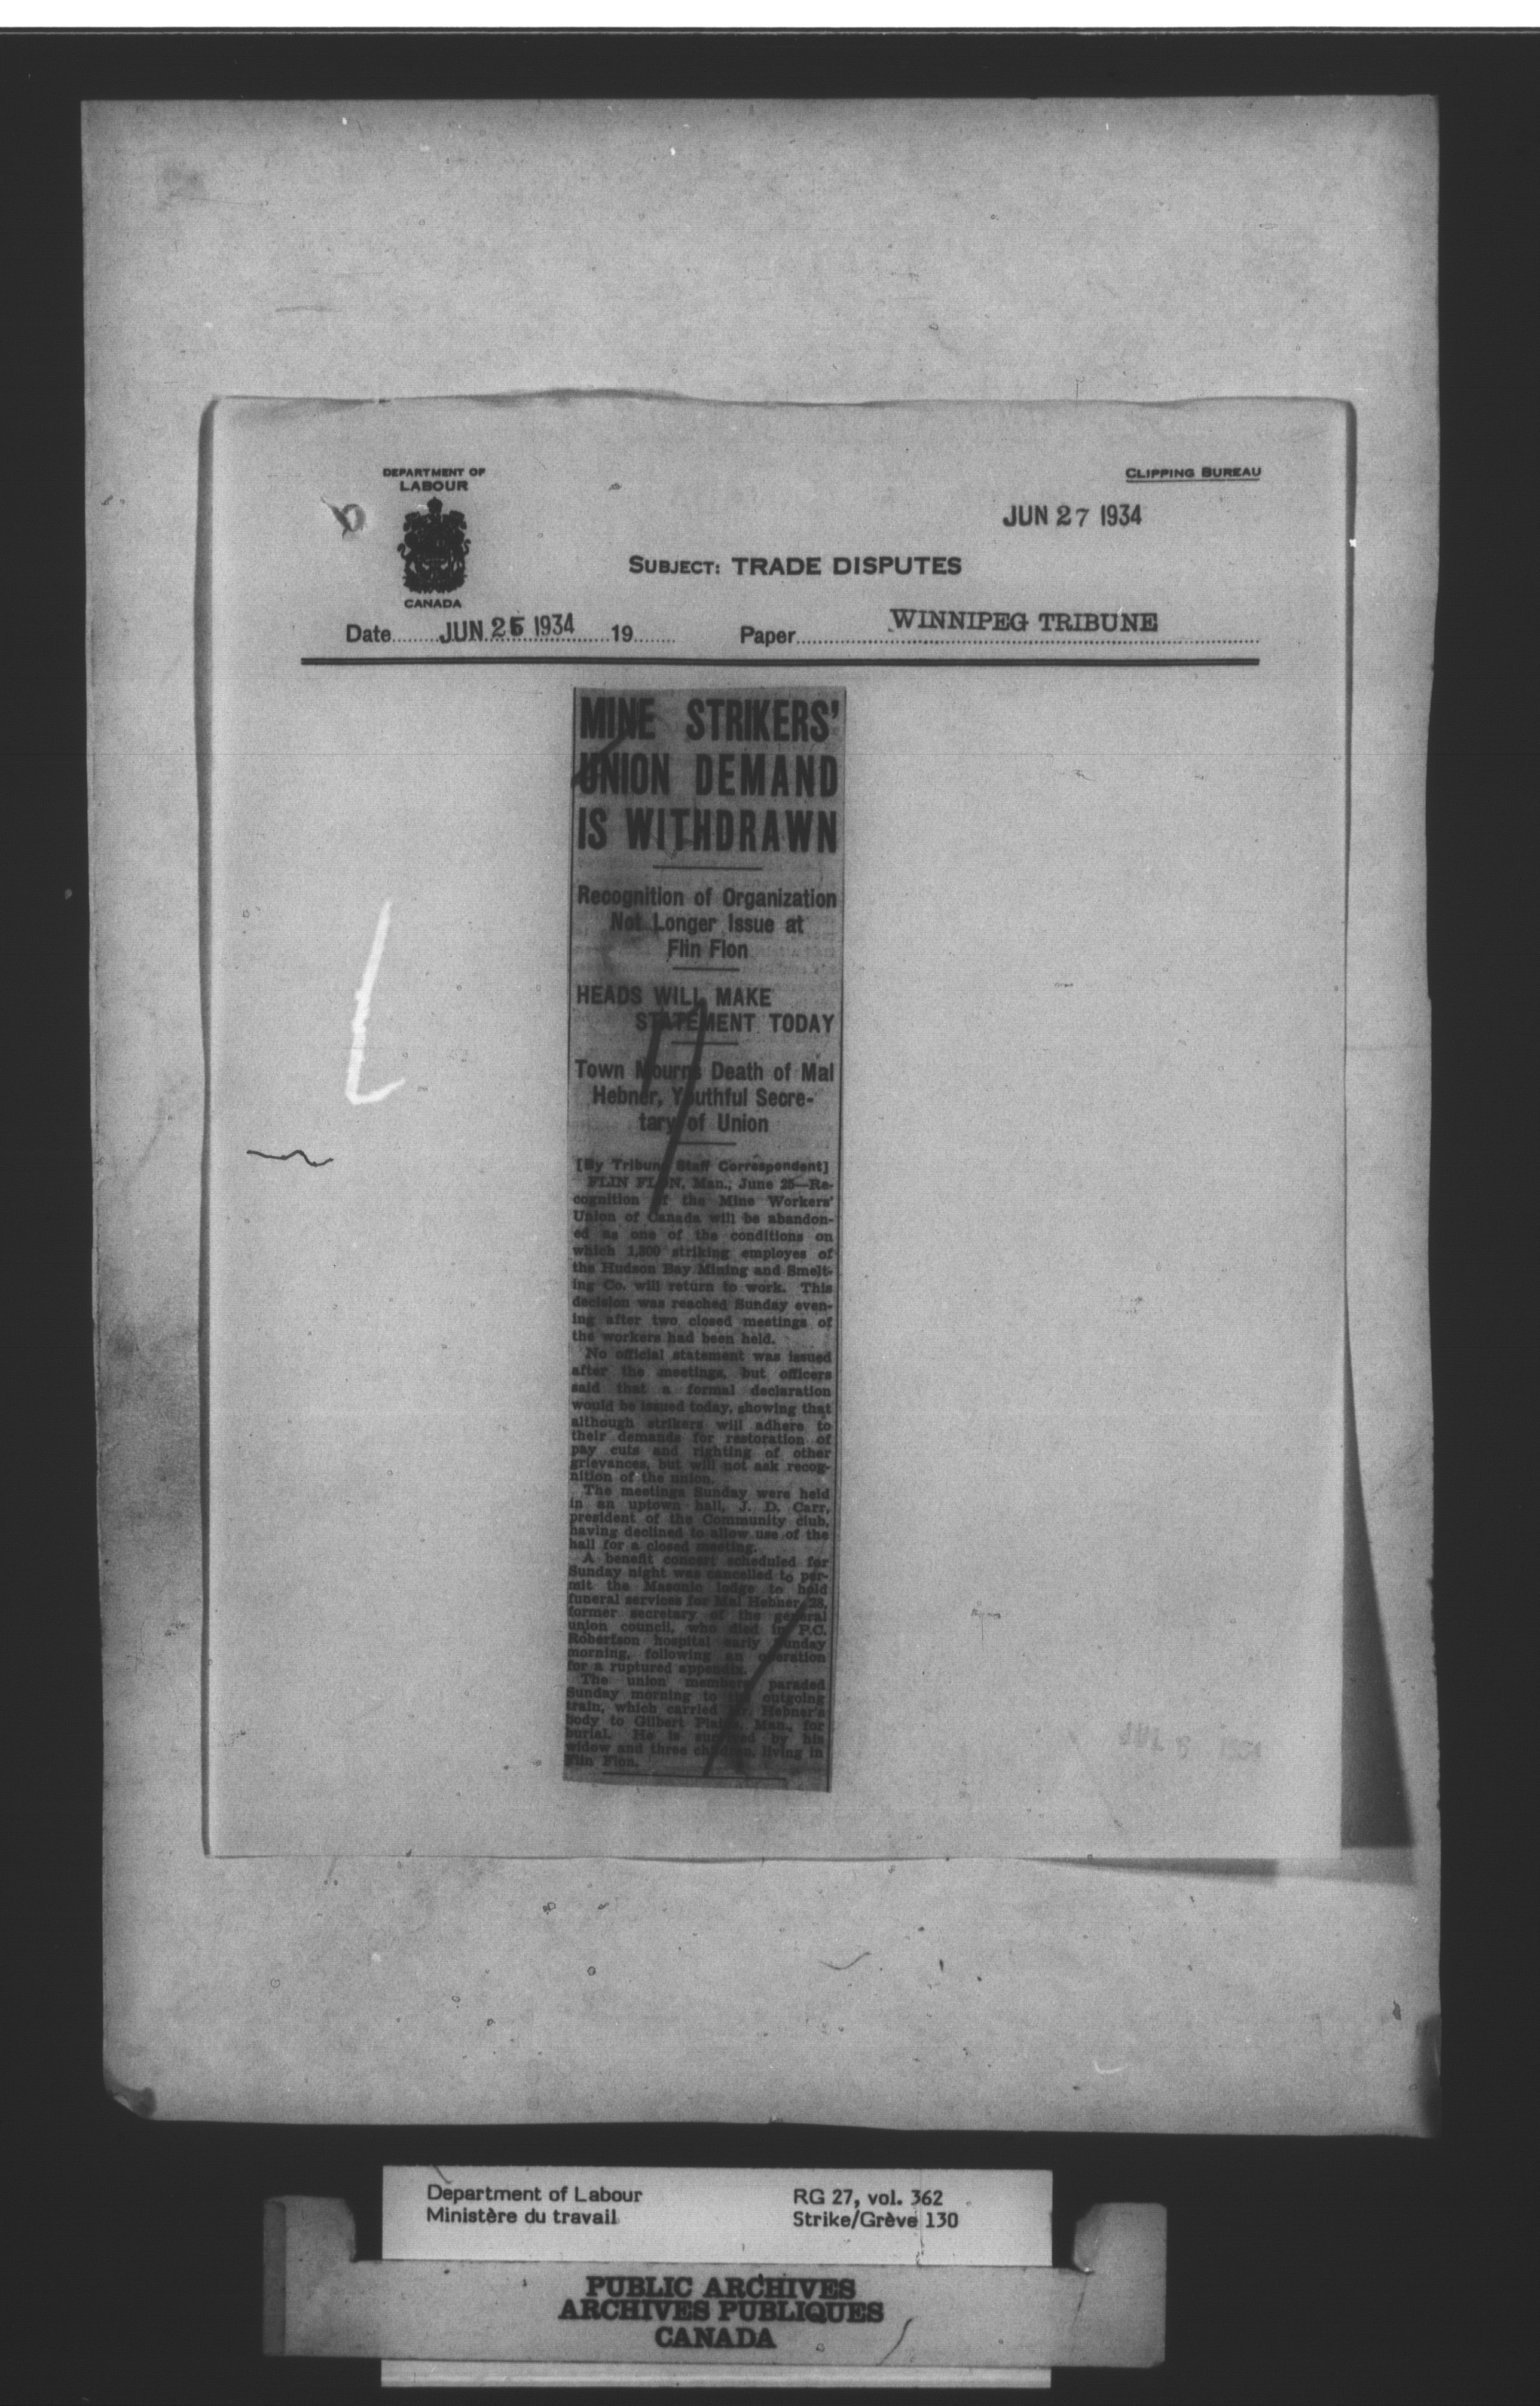 DEPARTMENT OF
LABOUR
CANADA
CLIPPING BUREAU
JUN 27 1934
SUBJECT: TRADE DISPUTES
Date JUN 25 1934 19 Paper WINNIPEG TRIBUNE
MINE STRIKERS'
UNION DEMAND
IS WITHDRAWN
Recognition of Organization
Not Longer Issue at
Flin Flon
HEADS WILL MAKE
STATEMENT TODAY
Town Mourns Death of Mal
Hebner, Youthful Secre-
tary of Union
[By Tribune Staff Correspondent]
FLIN FLON, Man., June 25—Re-
cognition of the Mine Workers'
Union of Canada will be abandon-
ed as one of the conditions on
which 1,300 striking employes of
the Hudson Bay Mining and Smelt-
ing Co. will return to work. This
decision was reached Sunday even-
ing after two closed meetings of
the workers had been held.
No official statement was issued
after the meetings, but officers
said that a formal declaration
would be issued today, showing that
although strikers will adhere to
their demands for restoration of
pay cuts and righting of other
grievances, but will not ask recog-
nition of the union.
The meetings Sunday were held
in an uptown hall, J. D. Carr,
president of the Community club,
having declined to allow use of the
hall for a closed meeting.
A benefit concert scheduled for
Sunday night was cancelled to per-
mit the Masonic lodge to hold
funeral services for Mal Hebner, 28,
former secretary of the general
union council, who died in P.C.
Robertson hospital early Sunday
morning, following an operation
for a ruptured appendix.
The union members paraded
Sunday morning to the outgoing
train, which carried Mr. Hebner's
body to Gilbert Plains, Man., for
burial. He is survived by his
widow and three children, living in
Flin Flon.
Department of Labour
Ministère du travail
RG 27, vol. 362
Strike/Grève 130
PUBLIC ARCHIVES
ARCHIVES PUBLIQUES
CANADA